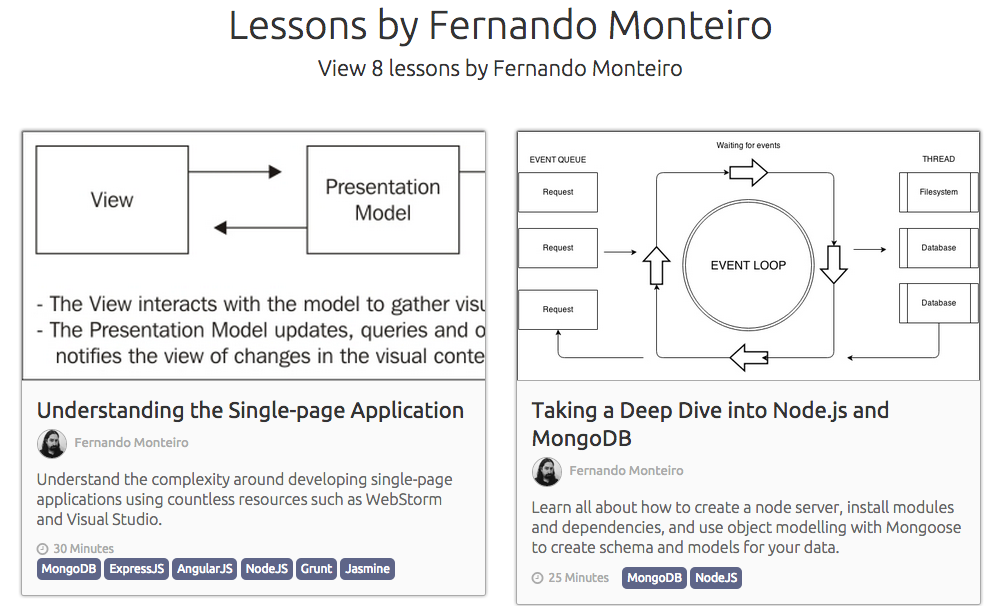 Lessons by Fernando Monteiro
View 8 lessons by Fernando Monteiro
View
Presentation
Model
- The View interacts with the model to gather visu
- The Presentation Model updates, queries and o
notifies the view of changes in the visual conte
Understanding the Single-page Application
Fernando Monteiro
Understand the complexity around developing single-page
applications using countless resources such as WebStorm
and Visual Studio.
30 Minutes
MongoDB ExpressJS AngularJS NodeJS Grunt Jasmine
Waiting for events
EVENT QUEUE
THREAD
Request
Filesystem
Request
EVENT LOOP
Database
Request
Database
Taking a Deep Dive into Node.js and
MongoDB
Fernando Monteiro
Learn all about how to create a node server, install modules
and dependencies, and use object modelling with Mongoose
to create schema and models for your data.
25 Minutes MongoDB NodeJS